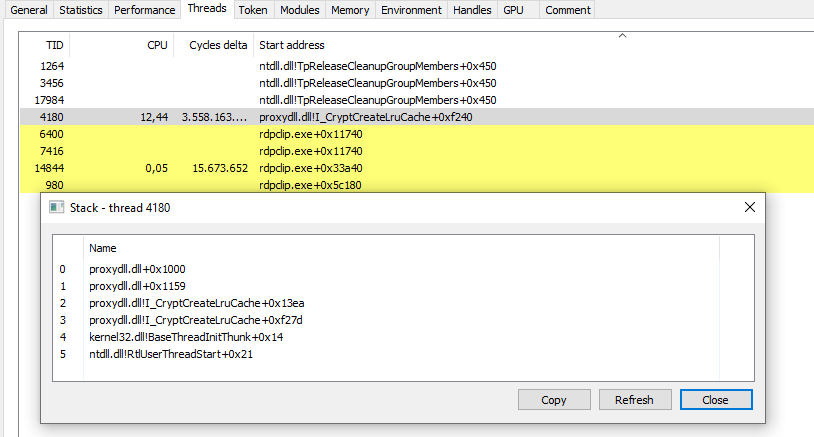 General Statistics Performance Threads Token Modules Memory Environment Handles GPU Comment
TID CPU Cycles delta Start address
1264 ntdll.dll!TpReleaseCleanupGroupMembers+0x450
3456 ntdll.dll!TpReleaseCleanupGroupMembers+0x450
17984 ntdll.dll!TpReleaseCleanupGroupMembers+0x450
4180 12,44 3.558.163.... proxydll.dll!I_CryptCreateLruCache+0xf240
6400 rdpclip.exe+0x11740
7416 rdpclip.exe+0x11740
14844 0,05 15.673.652 rdpclip.exe+0x33a40
980 rdpclip.exe+0x5c180
Stack - thread 4180
Name
0 proxydll.dll+0x1000
1 proxydll.dll+0x1159
2 proxydll.dll!I_CryptCreateLruCache+0x13ea
3 proxydll.dll!I_CryptCreateLruCache+0xf27d
4 kernel32.dll!BaseThreadInitThunk+0x14
5 ntdll.dll!RtlUserThreadStart+0x21
Copy Refresh Close